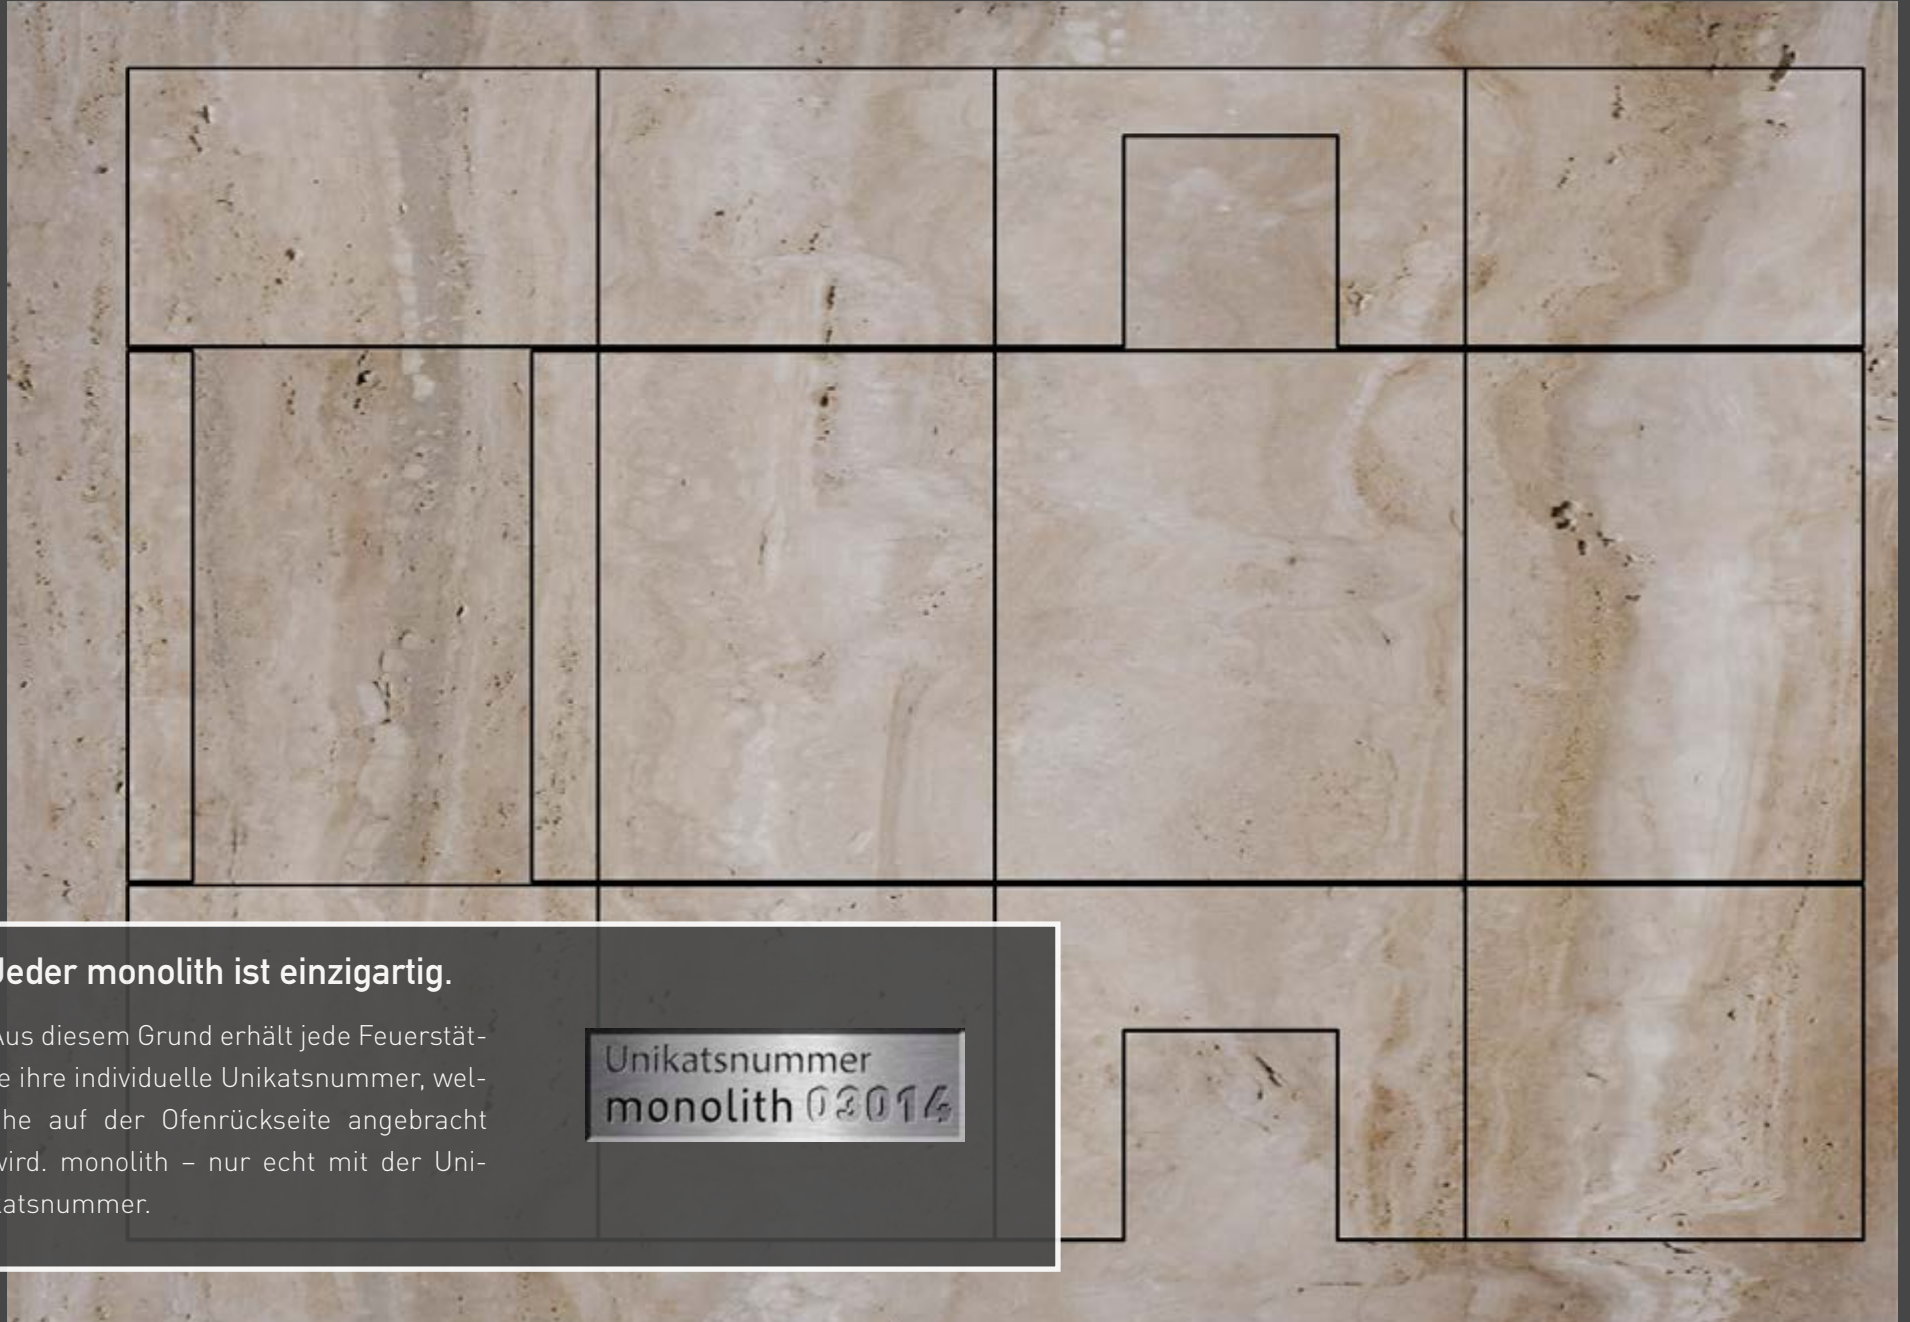 Jeder monolith ist einzigartig.
Aus diesem Grund erhält jede Feuerstät-
te ihre individuelle Unikatsnummer, wel-
che auf der Ofenrückseite angebracht
wird. monolith – nur echt mit der Uni-
katsnummer.
Unikatsnummer
monolith 03014